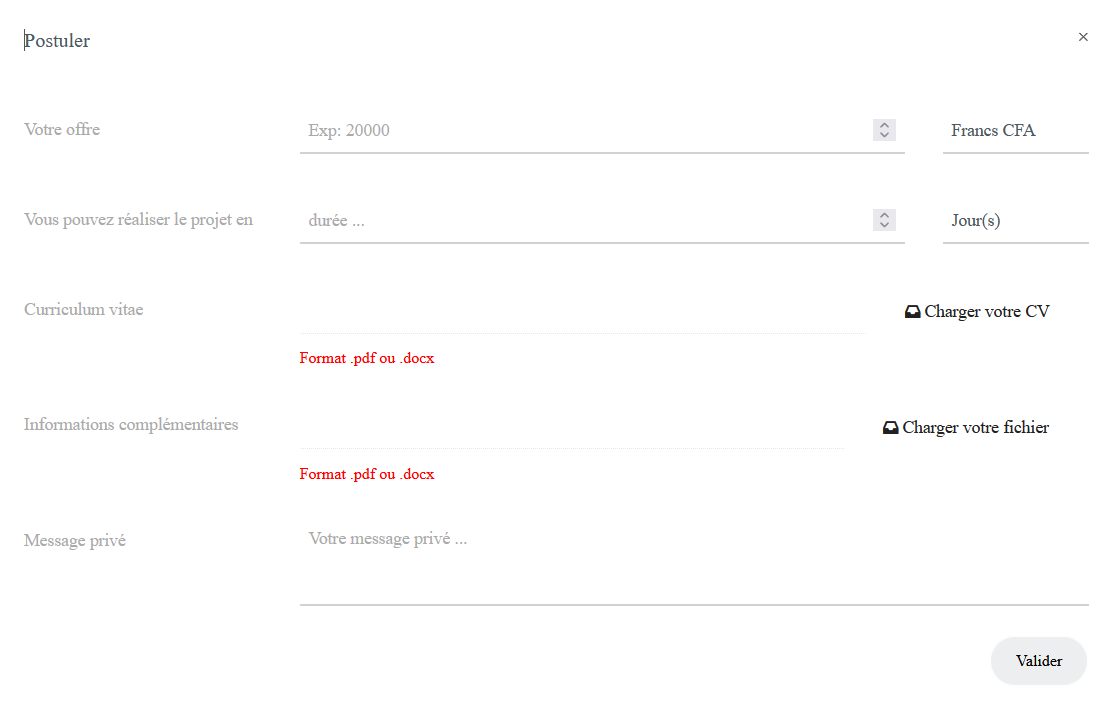 Postuler ×
Votre offre Exp: 20000 Francs CFA
Vous pouvez réaliser le projet en durée ... Jour(s)
Curriculum vitae Charger votre CV
Format .pdf ou .docx
Informations complémentaires Charger votre fichier
Format .pdf ou .docx
Message privé Votre message privé ...
Valider